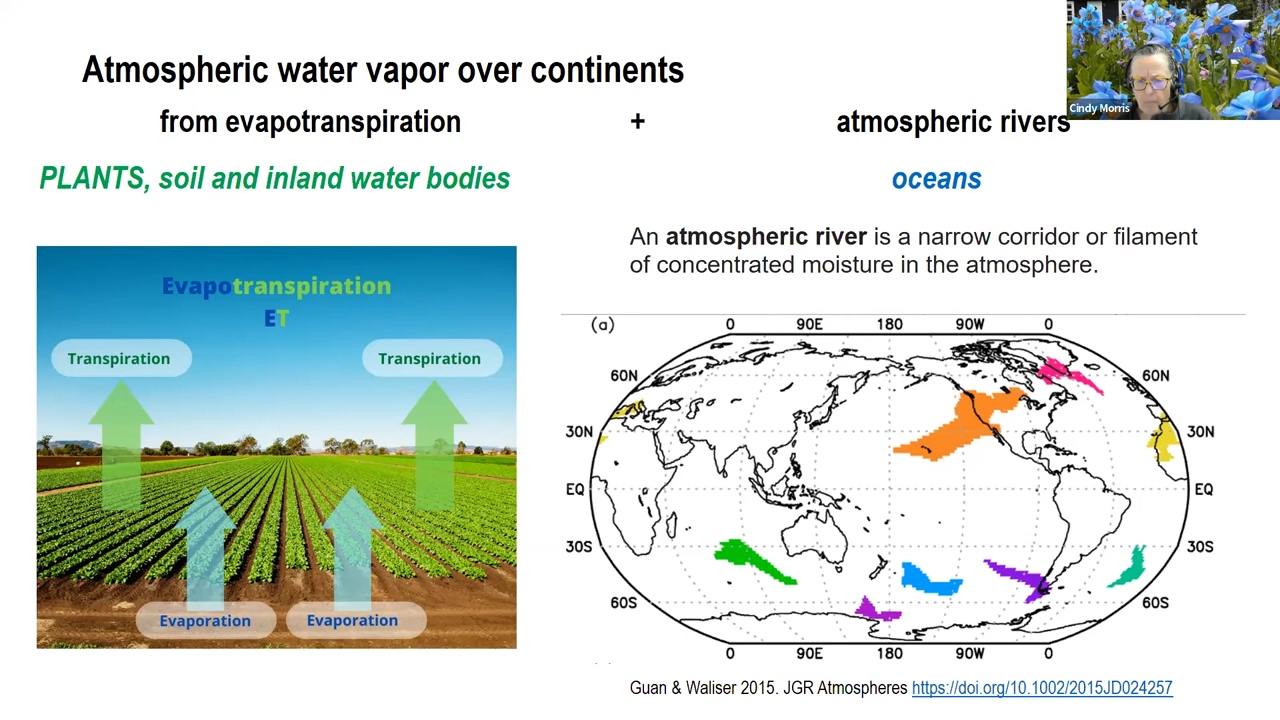 Atmospheric water vapor over continents
from evapotranspiration + atmospheric rivers
PLANTS, soil and inland water bodies
oceans
Cindy Morris
An atmospheric river is a narrow corridor or filament
of concentrated moisture in the atmosphere.
Evapotranspiration
ET
Transpiration
Transpiration
Evaporation
Evaporation
(a)
0 90E 180 90W 0
60N 60N
30N 30N
EQ EQ
30S 30S
60S 60S
0 90E 180 90W 0
Guan & Waliser 2015. JGR Atmospheres https://doi.org/10.1002/2015JD024257